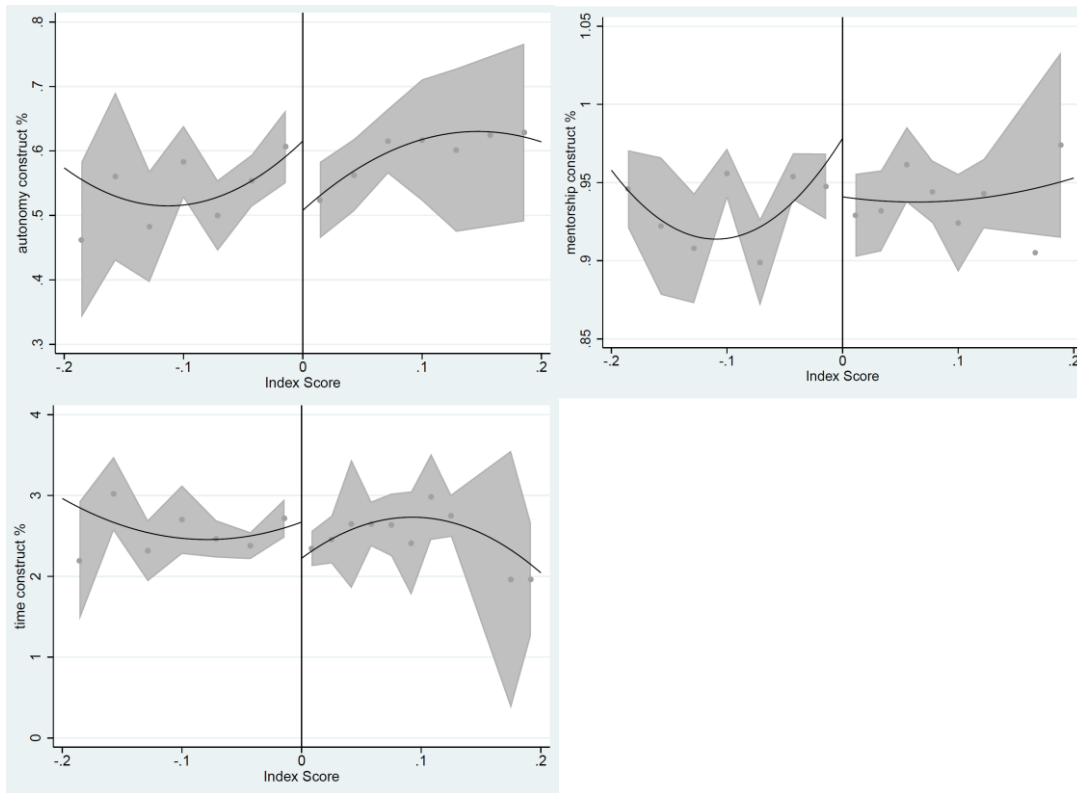 autonomy construct %
.8
.7
.6
.5
.4
.3
-.2 -.1 0 .1 .2
Index Score
mentorship construct %
1.05
1
.95
.9
.85
-.2 -.1 0 .1 .2
Index Score
time construct %
4
3
2
1
0
-.2 -.1 0 .1 .2
Index Score